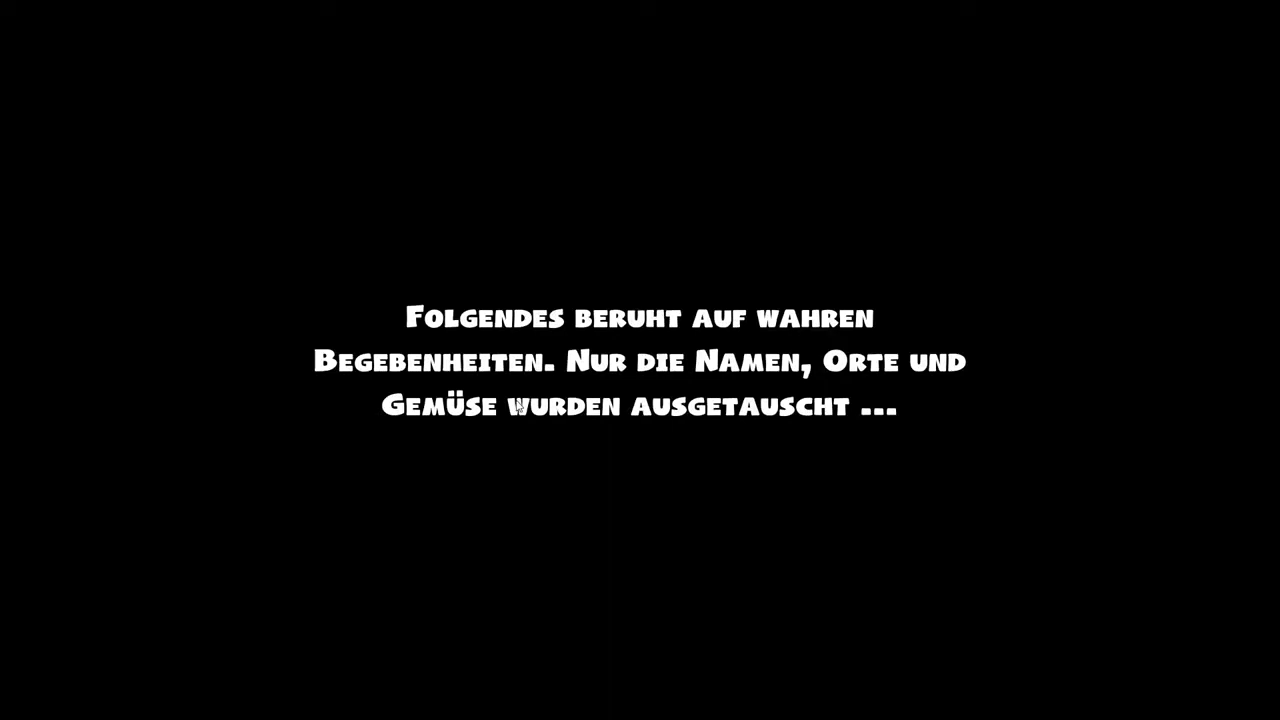 Folgendes beruht auf wahren
Begebenheiten. Nur die Namen, Orte und
Gemüse wurden ausgetauscht ...